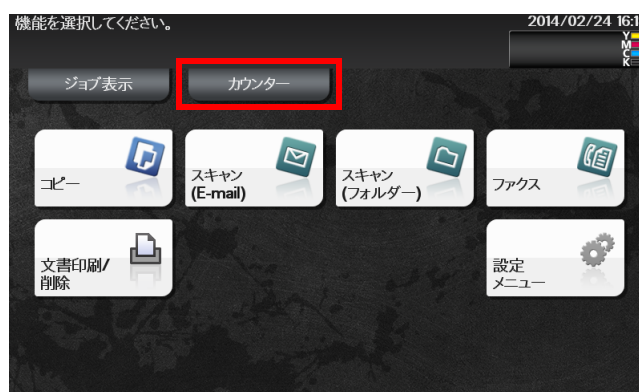 機能を選択してください。
2014/02/24 16:1
Y
M
C
K
ジョブ表示
カウンター
コピー
スキャン
(E-mail)
スキャン
(フォルダー)
ファクス
文書印刷/
削除
設定
メニュー